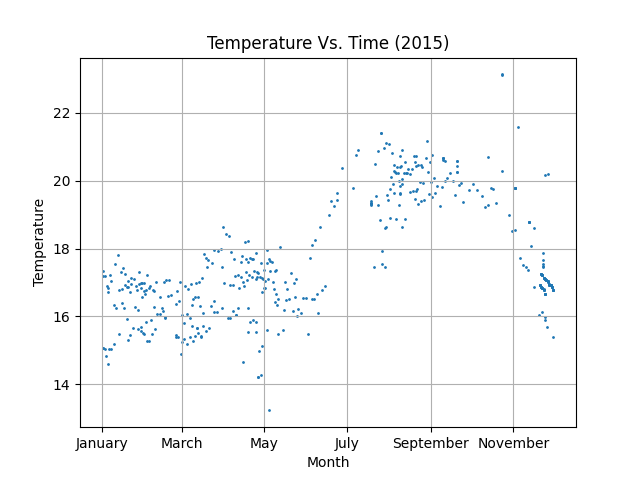 Temperature Vs. Time (2015)
Temperature
22
20
18
16
14
January March May July September November
Month